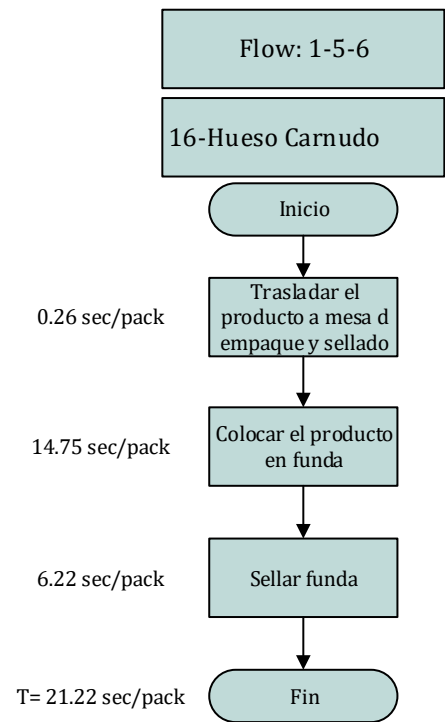 Flow: 1-5-6
16-Hueso Carnudo
Inicio
0.26 sec/pack
Trasladar el
producto a mesa d
empaque y sellado
14.75 sec/pack
Colocar el producto
en funda
6.22 sec/pack
Sellar funda
T= 21.22 sec/pack
Fin